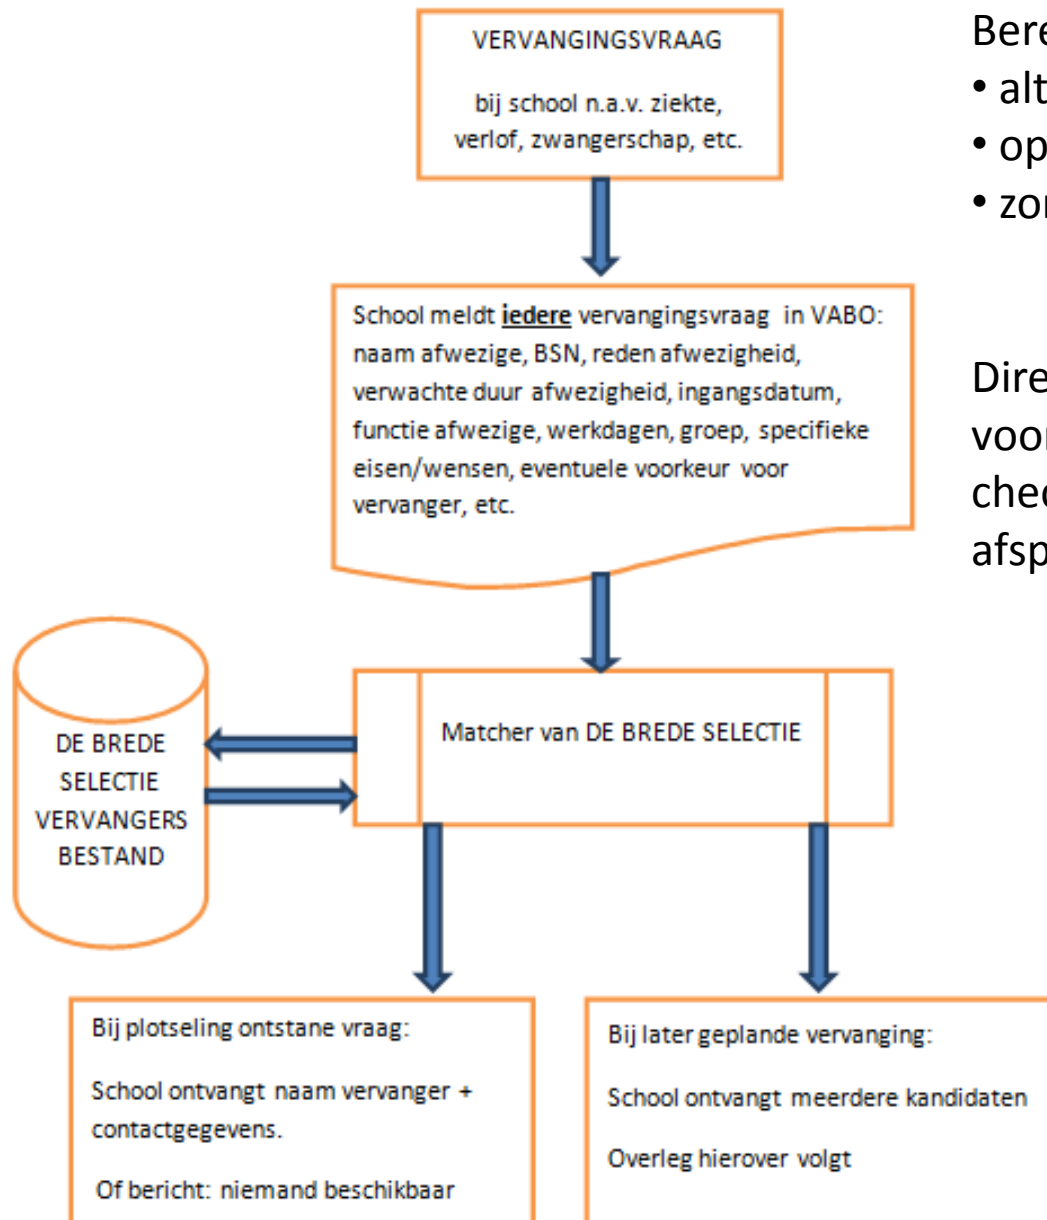 VERVANGINGSVRAAG
bij school n.a.v. ziekte,
verlof, zwangerschap, etc.
School meldt iedere vervangingsvraag in VABO:
naam afwezige, BSN, reden afwezigheid,
verwachte duur afwezigheid, ingangsdatum,
functie afwezige, werkdagen, groep, specifieke
eisen/wensen, eventuele voorkeur voor
vervanger, etc.
DE BREDE
SELECTIE
VERVANGERS
BESTAND
Matcher van DE BREDE SELECTIE
Bij plotseling ontstane vraag:
School ontvangt naam vervanger +
contactgegevens.
Of bericht: niemand beschikbaar
Bij later geplande vervanging:
School ontvangt meerdere kandidaten
Overleg hierover volgt